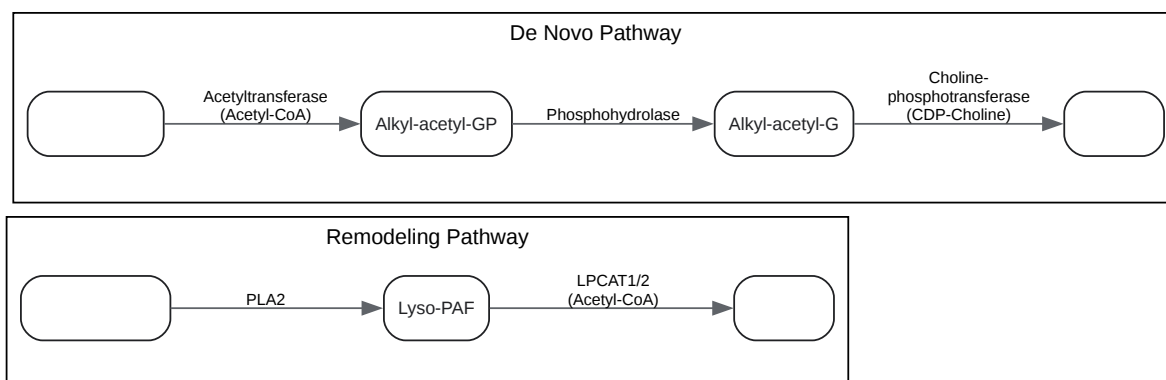 De Novo Pathway
Acetyltransferase
(Acetyl-CoA)
Alkyl-acetyl-GP
Phosphohydrolase
Alkyl-acetyl-G
Choline-
phosphotransferase
(CDP-Choline)
Remodeling Pathway
PLA2
Lyso-PAF
LPCAT1/2
(Acetyl-CoA)